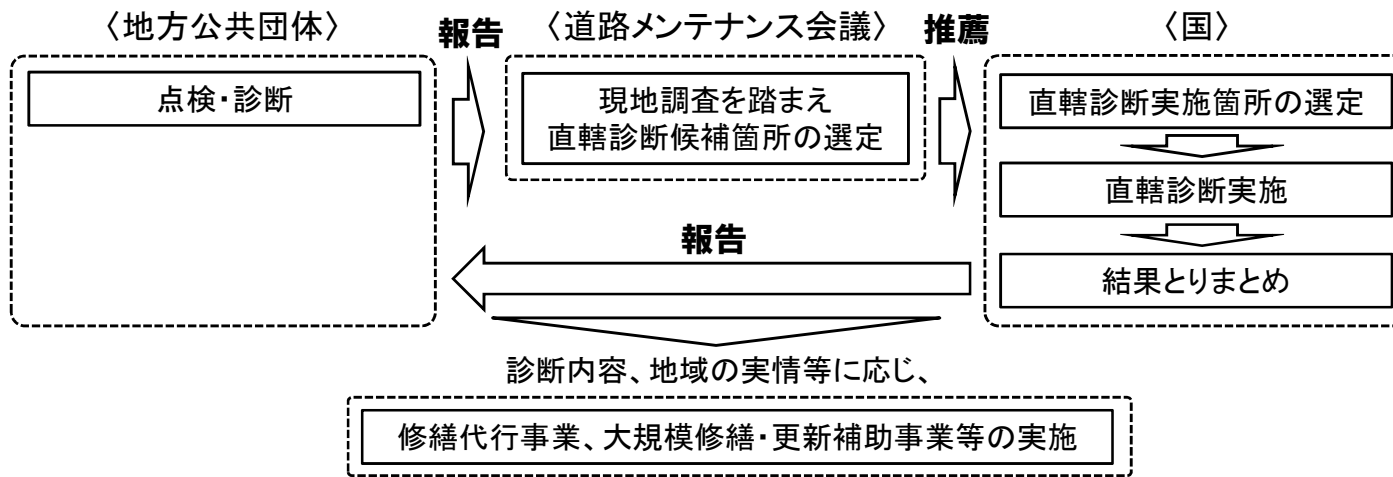 〈地方公共団体〉
報告
〈道路メンテナンス会議〉
推薦
〈国〉
点検・診断
現地調査を踏まえ
直轄診断候補箇所の選定
直轄診断実施箇所の選定
直轄診断実施
報告
結果とりまとめ
診断内容、地域の実情等に応じ、
修繕代行事業、大規模修繕・更新補助事業等の実施